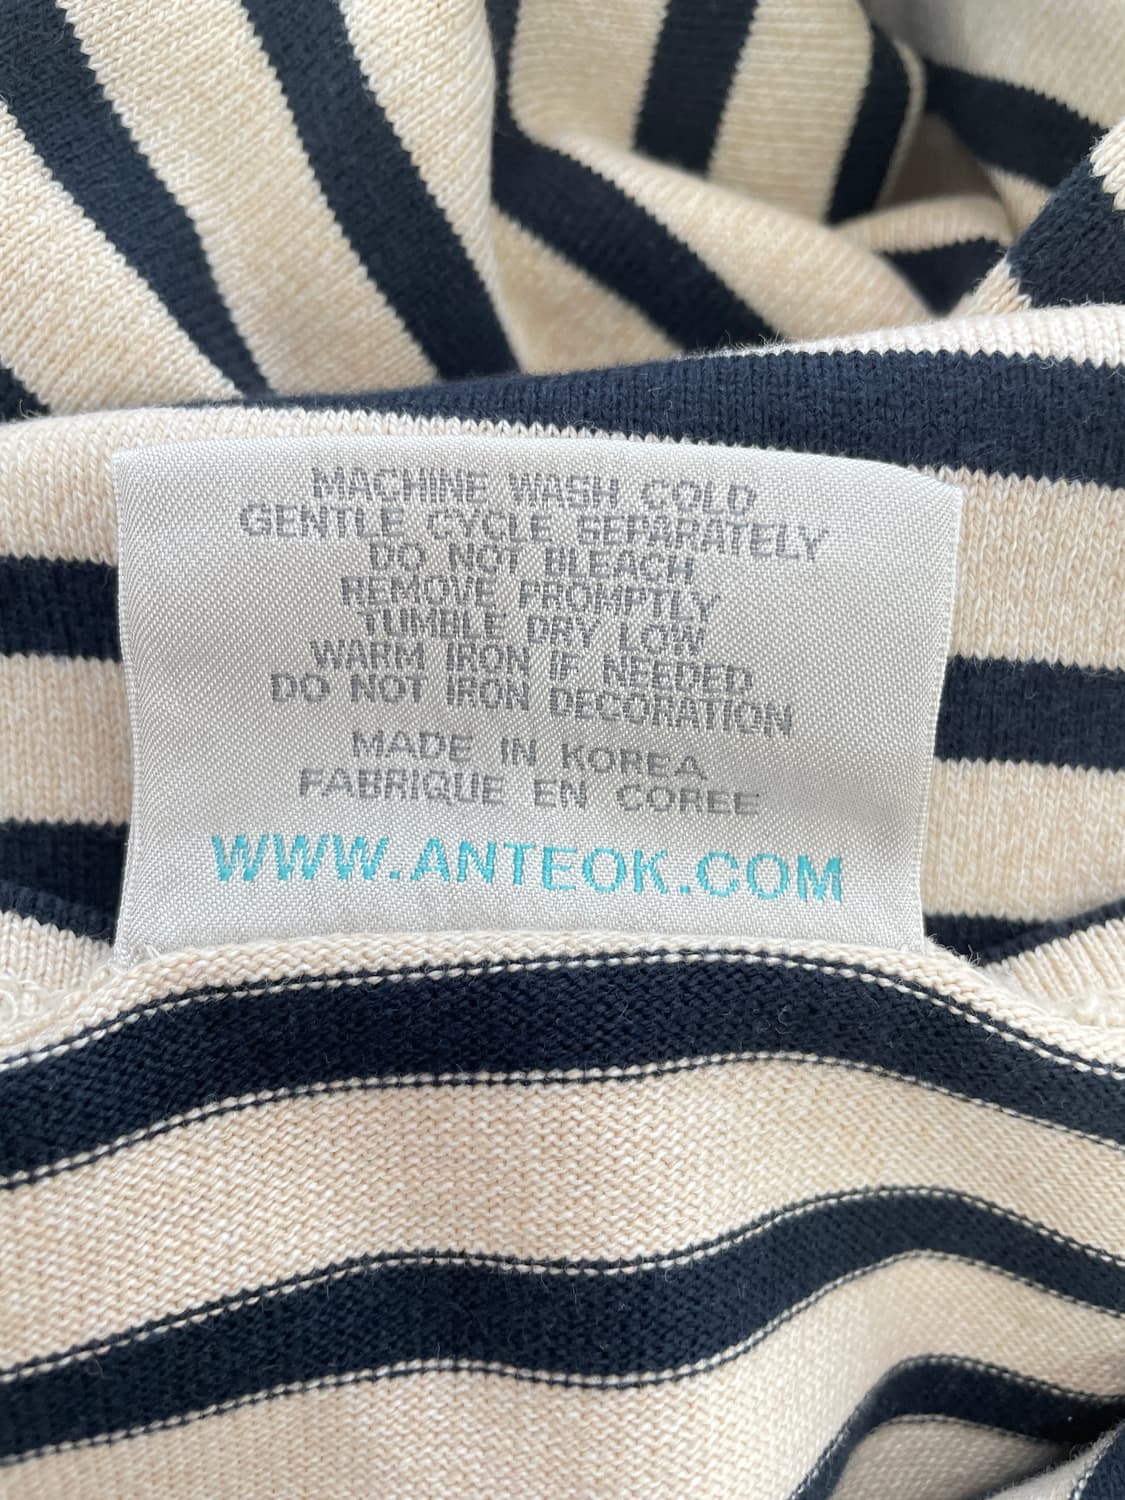 MACHINE WASH COLD
GENTLE CYCLE SEPARATELY
DO NOT BLEACH
REMOVE PROMPTLY
TUMBLE DRY LOW
WARM IRON IF NEEDED
DO NOT IRON DECORATION
MADE IN KOREA
FABRIQUE EN COREE
WWW.ANTEOK.COM